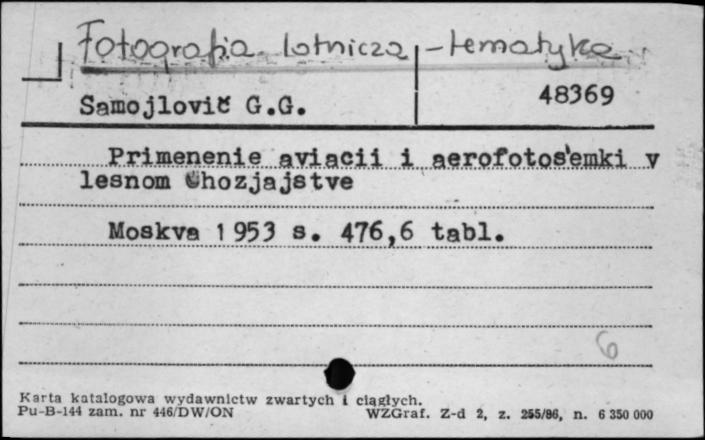 Fotografia lotnicza - tematyka
Samojlovič G.G.
48369
Primenenie aviacii i aerofotos'emki v
lesnom hozjajstve
Moskva 1953 s. 476,6 tabl.
6
Karta katalogowa wydawnictw zwartych i ciągłych.
Pu-B-144 zam. nr 446/DW/ON
WZGraf. Z-d 2, z. 255/86, n. 6 350 000